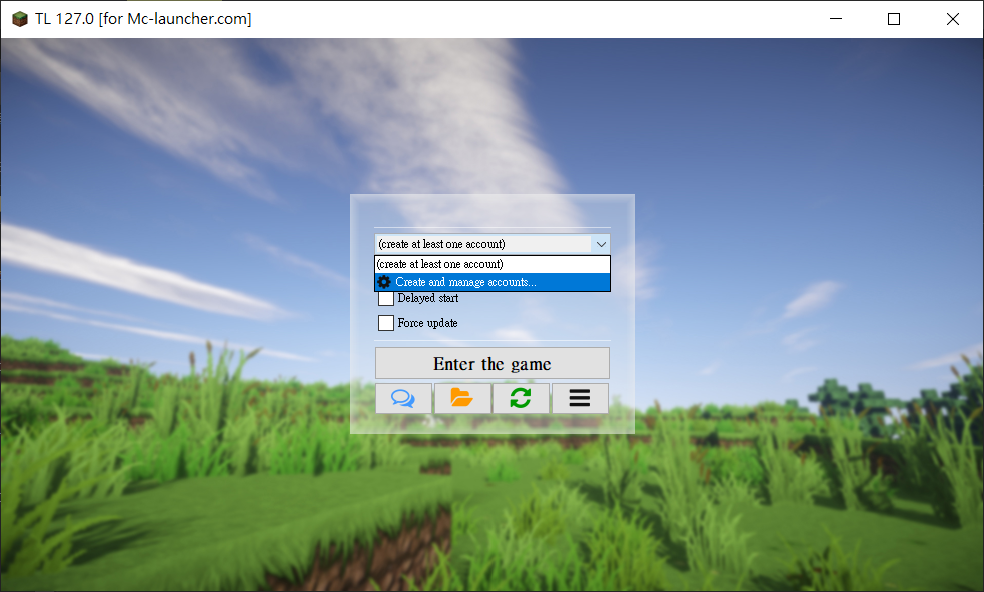 TL 127.0 [for Mc-launcher.com]
(create at least one account)
(create at least one account)
Create and manage accounts...
Delayed start
Force update
Enter the game